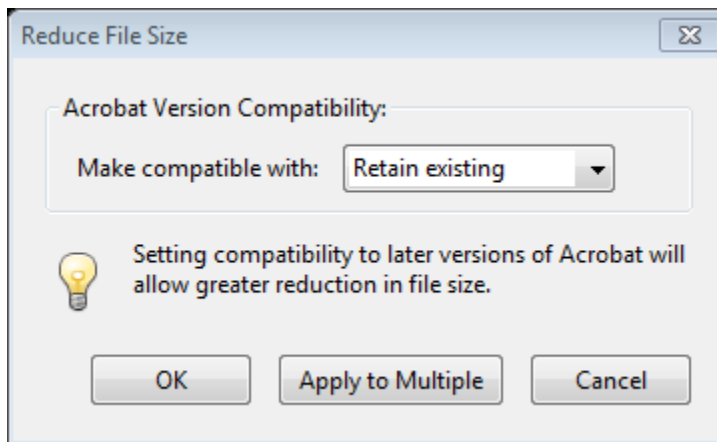 Reduce File Size
Acrobat Version Compatibility:
Make compatible with: Retain existing
Setting compatibility to later versions of Acrobat will
allow greater reduction in file size.
OK Apply to Multiple Cancel